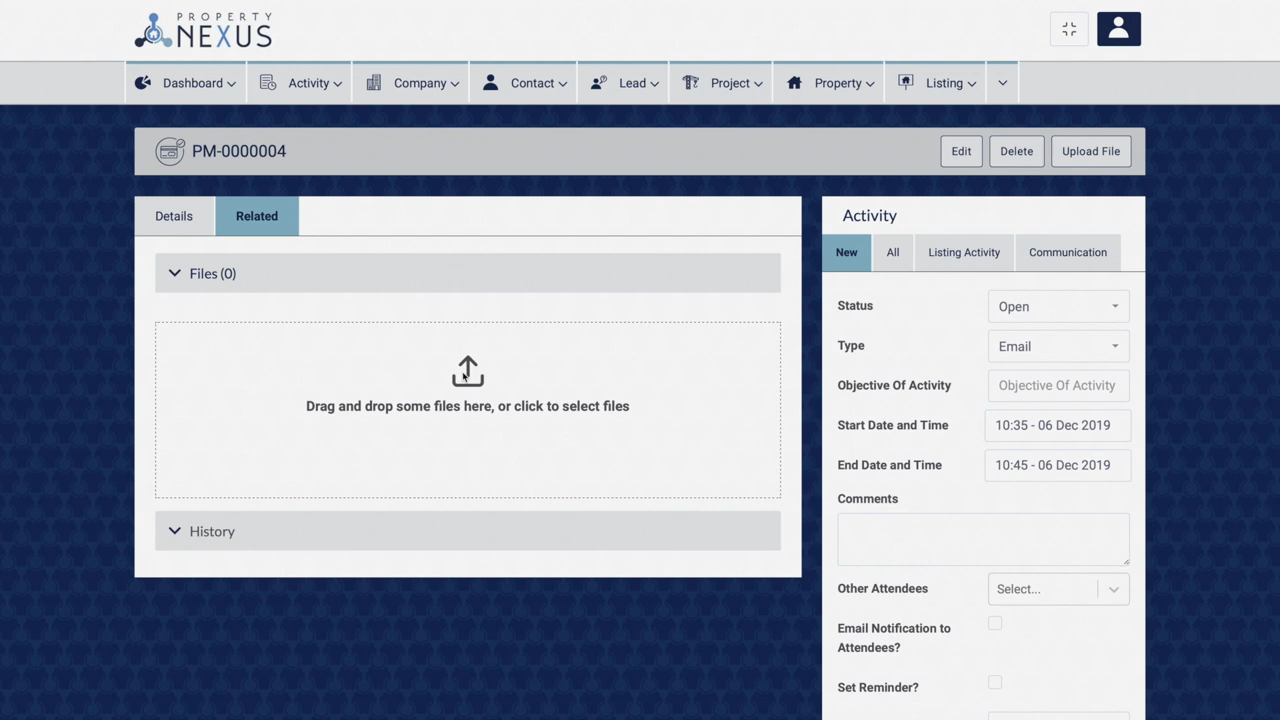 PROPERTY
NEXUS
Dashboard Activity Company Contact Lead Project Property Listing
PM-0000004
Edit Delete Upload File
Details Related
Files (0)
Drag and drop some files here, or click to select files
History
Activity
New All Listing Activity Communication
Status Open
Type Email
Objective Of Activity Objective Of Activity
Start Date and Time 10:35 - 06 Dec 2019
End Date and Time 10:45 - 06 Dec 2019
Comments
Other Attendees Select...
Email Notification to
Attendees?
Set Reminder?